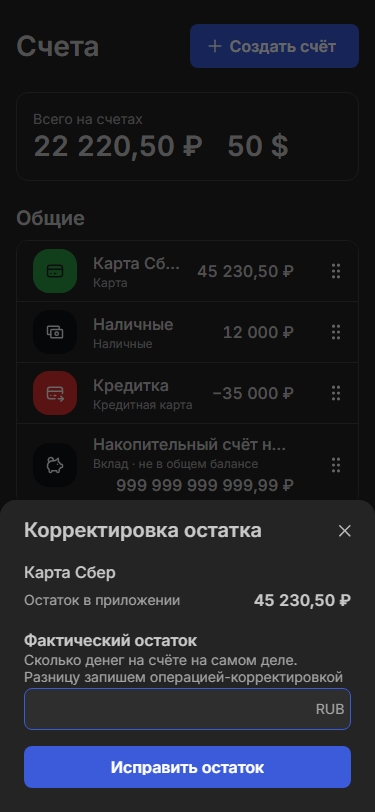 Счета
+ Создать счёт
Всего на счетах
22 220,50 ₽ 50 $
Общие
Карта Сб... 45 230,50 ₽
Карта
Наличные 12 000 ₽
Наличные
Кредитка −35 000 ₽
Кредитная карта
Накопительный счёт н...
Вклад · не в общем балансе
999 999 999 999,99 ₽
Корректировка остатка
Карта Сбер
Остаток в приложении 45 230,50 ₽
Фактический остаток
Сколько денег на счёте на самом деле.
Разницу запишем операцией-корректировкой
RUB
Исправить остаток